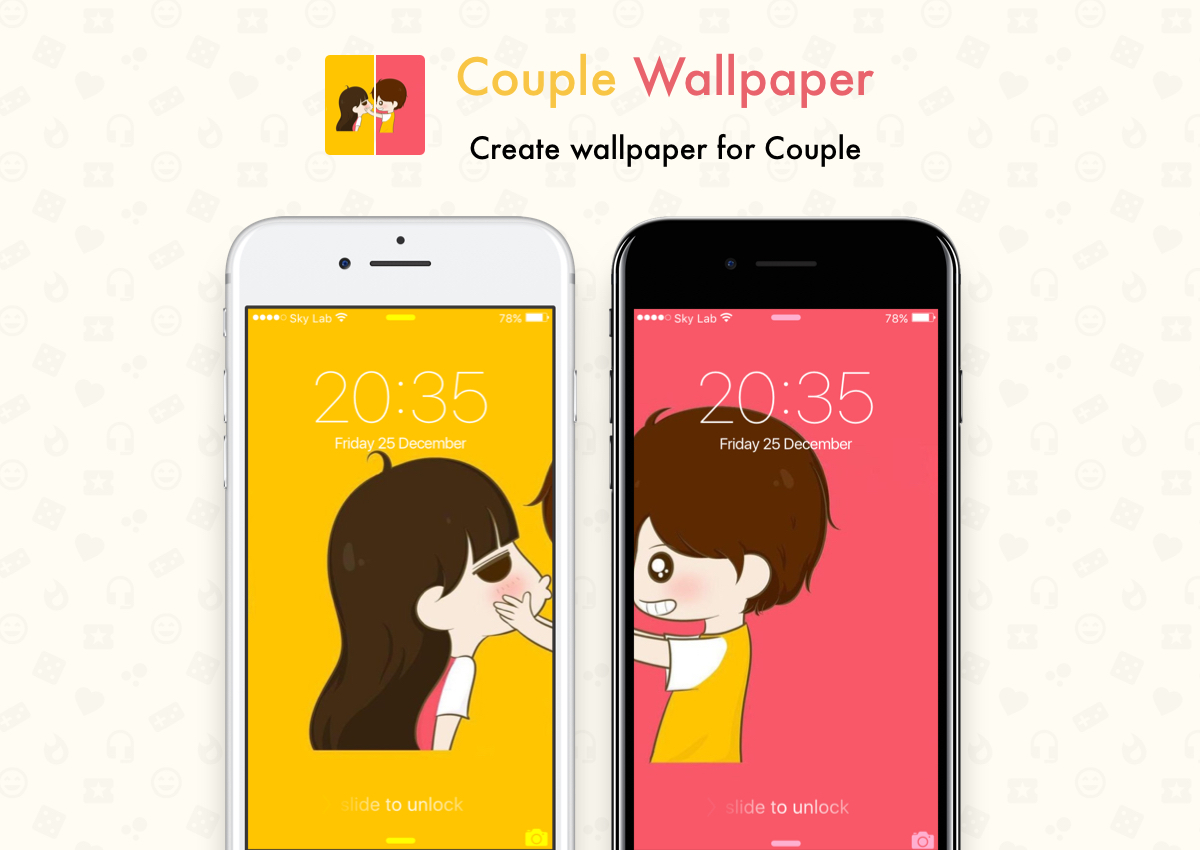 Couple Wallpaper
Create wallpaper for Couple
Sky Lab
78%
20:35
Friday 25 December
slide to unlock
Sky Lab
78%
20:35
Friday 25 December
slide to unlock